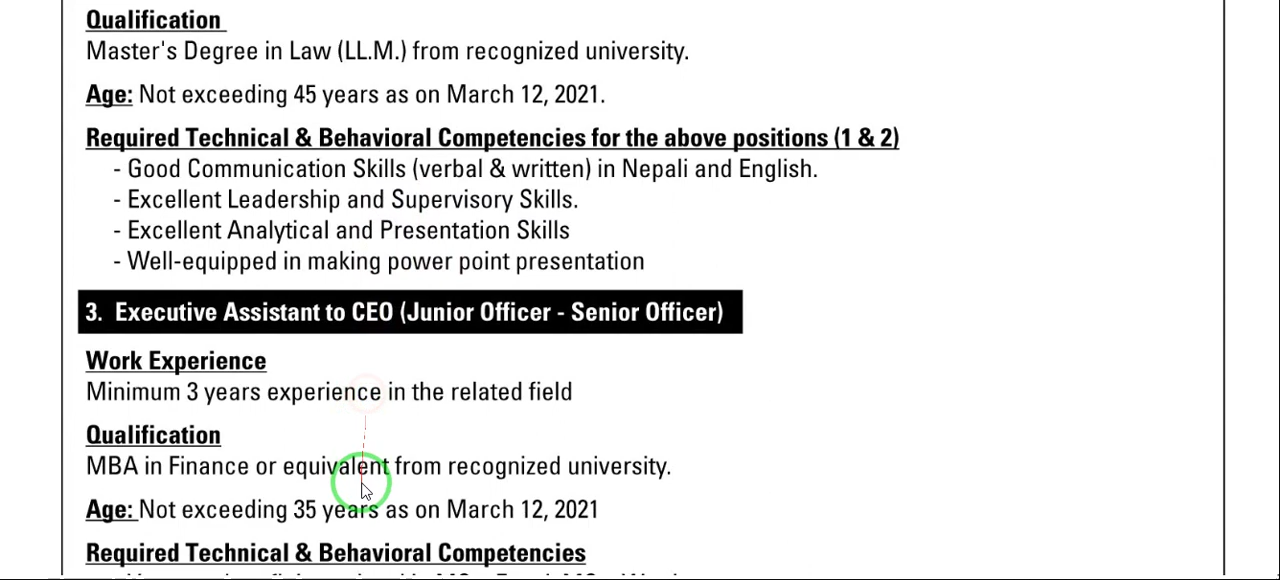 Qualification
Master's Degree in Law (LL.M.) from recognized university.
Age: Not exceeding 45 years as on March 12, 2021.
Required Technical & Behavioral Competencies for the above positions (1 & 2)
- Good Communication Skills (verbal & written) in Nepali and English.
- Excellent Leadership and Supervisory Skills.
- Excellent Analytical and Presentation Skills
- Well-equipped in making power point presentation
3. Executive Assistant to CEO (Junior Officer - Senior Officer)
Work Experience
Minimum 3 years experience in the related field
Qualification
MBA in Finance or equivalent from recognized university.
Age: Not exceeding 35 years as on March 12, 2021
Required Technical & Behavioral Competencies